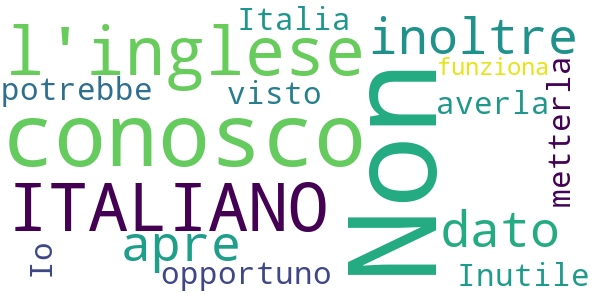 Italia
l'inglese inoltre
funziona
potrebbe visto averla
metterla
conosco
Non
ITALIANO
dato
apre
Io
opportuno Inutile